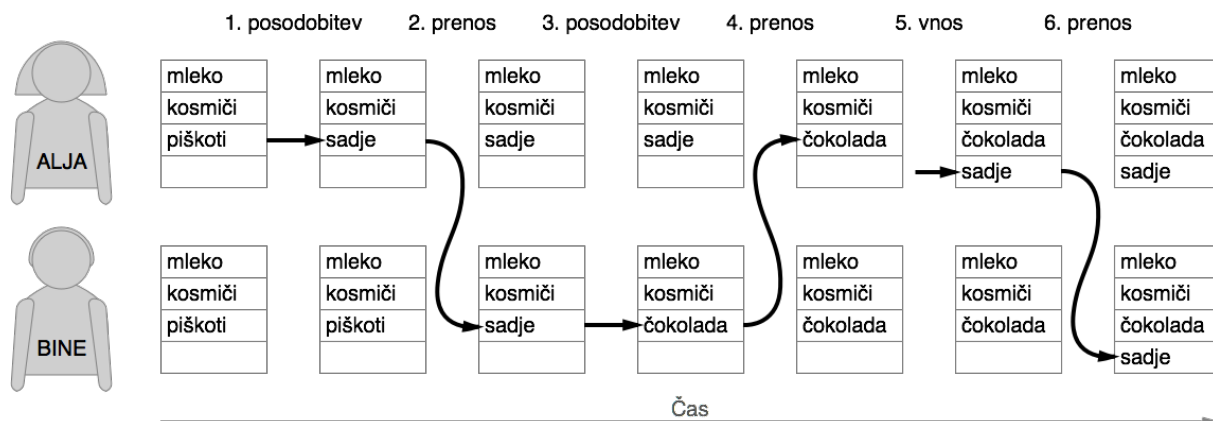 1. posodobitev 2. prenos 3. posodobitev 4. prenos 5. vnos 6. prenos
mleko mleko mleko mleko mleko mleko mleko
kosmiči kosmiči kosmiči kosmiči kosmiči kosmiči kosmiči
piškoti sadje sadje sadje čokolada čokolada čokolada
ALJA
sadje sadje
mleko mleko mleko mleko mleko mleko mleko
kosmiči kosmiči kosmiči kosmiči kosmiči kosmiči kosmiči
piškoti piškoti sadje čokolada čokolada čokolada čokolada
BINE
sadje
Čas